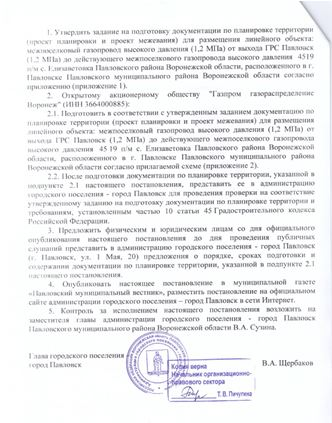 1. Утвердить задание на подготовку документации по планировке территории
(проект планировки и проект межевания) для размещения линейного объекта:
межпоселковый газопровод высокого давления (1,2 МПа) от выхода ГРС Павловск
(1,2 МПа) до действующего межпоселкового газопровода высокого давления 4519
п/м с. Елизаветовка Павловского района Воронежской области, расположенного в г.
Павловске Павловского муниципального района Воронежской области согласно
приложению (приложение 1).
2. Открытому акционерному обществу "Газпром газораспределение
Воронеж" (ИНН 3664000885):
2.1. Подготовить в соответствии с утвержденным заданием документацию по
планировке территории (проект планировки и проект межевания) для размещения
линейного объекта: межпоселковый газопровод высокого давления (1,2 МПа) от
выхода ГРС Павловск (1,2 МПа) до действующего межпоселкового газопровода
высокого давления 4519 п/м с. Елизаветовка Павловского района Воронежской
области, расположенного в г. Павловске Павловского муниципального района
Воронежской области согласно прилагаемой схеме (приложение 2).
2.2. После подготовки документации по планировке территории, указанной в
подпункте 2.1 настоящего постановления, представить ее в администрацию
городского поселения - город Павловск для проведения проверки на соответствие
утвержденному заданию на подготовку документации по планировке территории и
требованиям, установленным частью 10 статьи 45 Градостроительного кодекса
Российской Федерации.
3. Предложить физическим и юридическим лицам со дня официального
опубликования настоящего постановления до дня проведения публичных
слушаний представить в администрацию городского поселения - город Павловск
(г. Павловск, ул. 1 Мая, 20) предложения о порядке, сроках подготовки и
содержании документации по планировке территории, указанной в подпункте 2.1
настоящего постановления.
4. Опубликовать настоящее постановление в муниципальной газете
«Павловский муниципальный вестник», разместить постановление на официальном
сайте администрации городского поселения – город Павловск в сети Интернет.
5. Контроль за исполнением настоящего постановления возложить на
заместителя главы администрации городского поселения - город Павловск
Павловского муниципального района Воронежской области В.А. Сузина.
Глава городского поселения
город Павловск
В.А. Щербаков
Копия верна
Начальник организационно-
правового сектора
Т.В. Пичугина